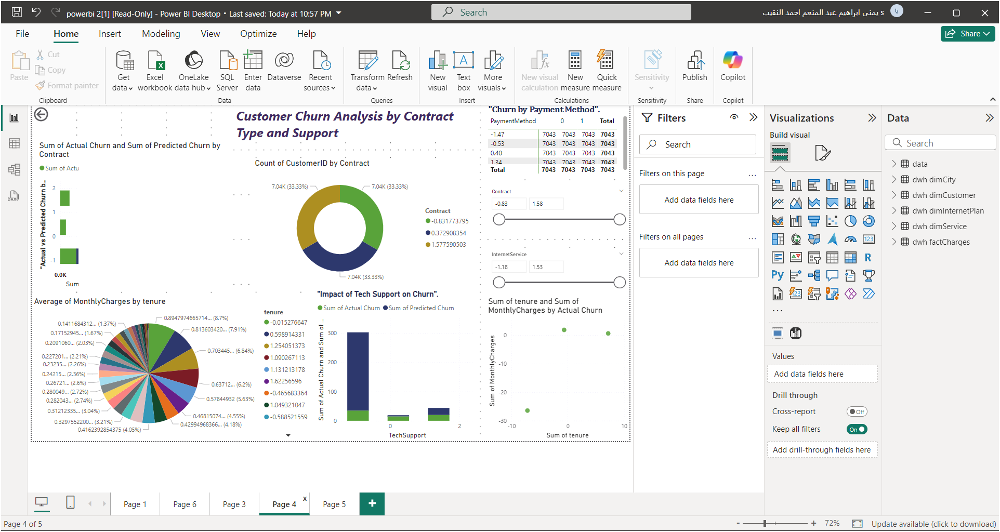 powerbi 2[1] [Read-Only] - Power BI Desktop • Last saved: Today at 10:57 PM
Search
يمنى ابراهيم عبد المنعم احمد النقيب s
يا
File Home Insert Modeling View Optimize Help
Share
Paste
Cut
Copy
Format painter
Clipboard
Get data
Excel workbook
OneLake data hub
SQL Server
Enter data
Dataverse
Recent sources
Data
Transform data
Refresh
Queries
New visual
Text box
More visuals
Insert
New visual calculation
New measure
Quick measure
Calculations
Sensitivity
Sensitivity
Publish
Share
Copilot
Copilot
Customer Churn Analysis by Contract
Type and Support
Sum of Actual Churn and Sum of Predicted Churn by
Contract
Sum of Actu
"Actual vs Predicted Churn b...
2
1
0
-1
0.0K
Sum
Count of CustomerID by Contract
7.04K (33.33%)
7.04K (33.33%)
7.04K (33.33%)
Contract
-0.831773795
0.372908354
1.577590503
"Churn by Payment Method".
PaymentMethod 0 1 Total
-1.47 7043 7043 7043 7043
-0.53 7043 7043 7043 7043
0.40 7043 7043 7043 7043
1.34 7043 7043 7043 7043
Total 7043 7043 7043 7043
Contract
-0.83 1.58
InternetService
-1.18 1.53
Average of MonthlyCharges by tenure
0.8947974665714... (8.7%)
0.813603420... (7.91%)
0.703445... (6.84%)
0.63712... (6.2%)
0.57844932 (5.63%)
0.46815074... (4.55%)
0.42994968366... (4.18%)
0.4162392854375 (4.05%)
0.3297552200... (3.21%)
0.31212335... (3.04%)
0.282043... (2.74%)
0.280049... (2.72%)
0.26721... (2.6%)
0.24215... (2.36%)
0.23235... (2.26%)
0.227201... (2.21%)
0.2091060... (2.03%)
0.17152945... (1.67%)
0.1411684312... (1.37%)
tenure
-0.015276647
0.598914331
1.254051373
1.090267113
1.131213178
1.62256596
-0.465683364
1.049321047
-0.588521559
"Impact of Tech Support on Churn".
Sum of Actual Churn Sum of Predicted Churn
Sum of Actual Churn and Sum of ...
300
200
100
0
0 2
TechSupport
Sum of tenure and Sum of
MonthlyCharges by Actual Churn
Sum of MonthlyCharges
0
-10
-20
-30
-10 0 10
Sum of tenure
Filters
Search
Filters on this page ...
Add data fields here
Filters on all pages ...
Add data fields here
Visualizations
Build visual
123
R
Py
123
...
Values
Add data fields here
Drill through
Cross-report Off
Keep all filters On
Add drill-through fields here
Data
Search
data
dwh dimCity
dwh dimCustomer
dwh dimInternetPlan
dwh dimService
dwh factCharges
DAX
Page 1 Page 6 Page 3 Page 4 x Page 5 +
Page 4 of 5
- + 72%
Update available (click to download)